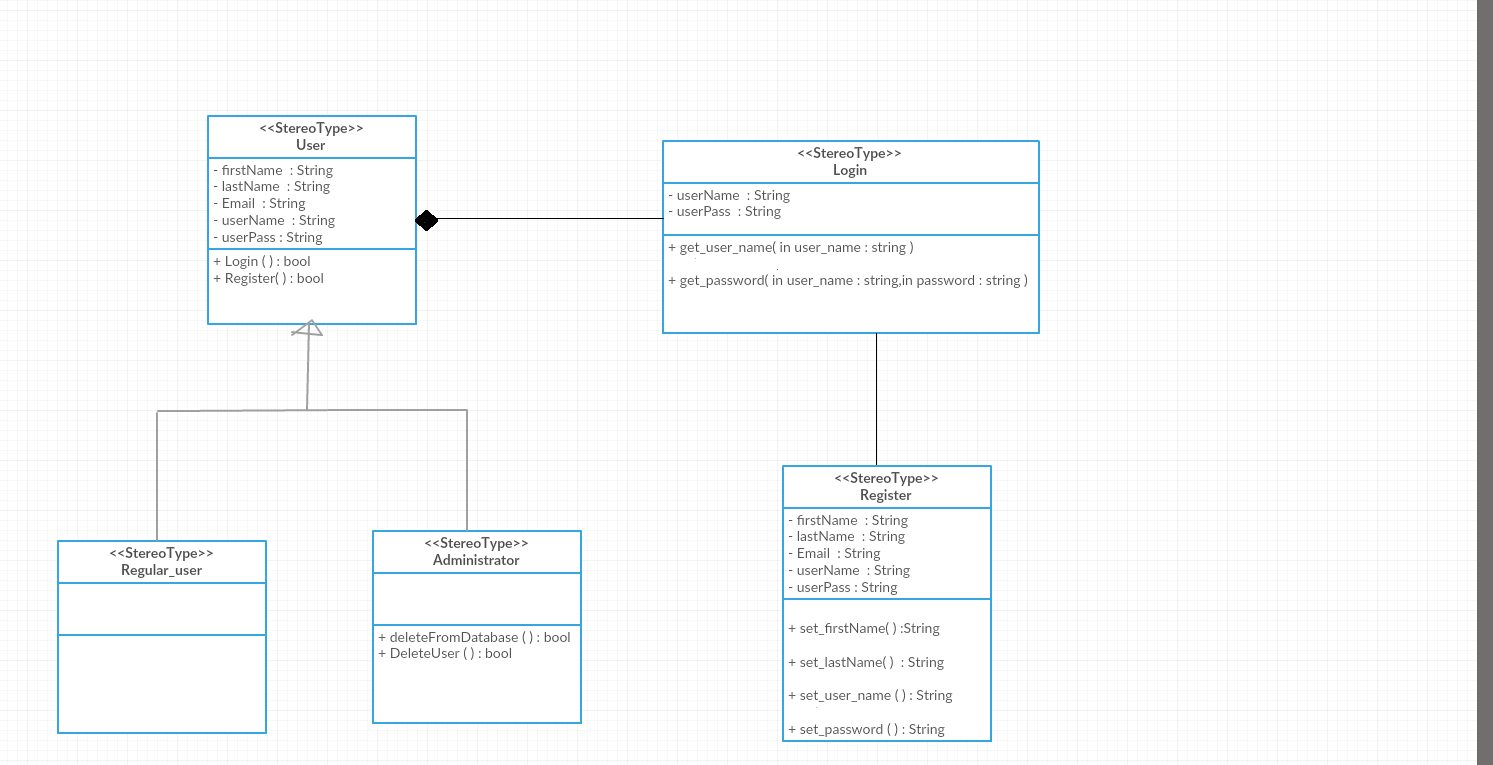 <<StereoType>>
User
- firstName : String
- lastName : String
- Email : String
- userName : String
- userPass : String
+ Login ( ) : bool
+ Register( ) : bool
<<StereoType>>
Login
- userName : String
- userPass : String
+ get_user_name( in user_name : string )
+ get_password( in user_name : string,in password : string )
<<StereoType>>
Regular_user
<<StereoType>>
Administrator
+ deleteFromDatabase ( ) : bool
+ DeleteUser ( ) : bool
<<StereoType>>
Register
- firstName : String
- lastName : String
- Email : String
- userName : String
- userPass : String
+ set_firstName( ) :String
+ set_lastName( ) : String
+ set_user_name ( ) : String
+ set_password ( ) : String